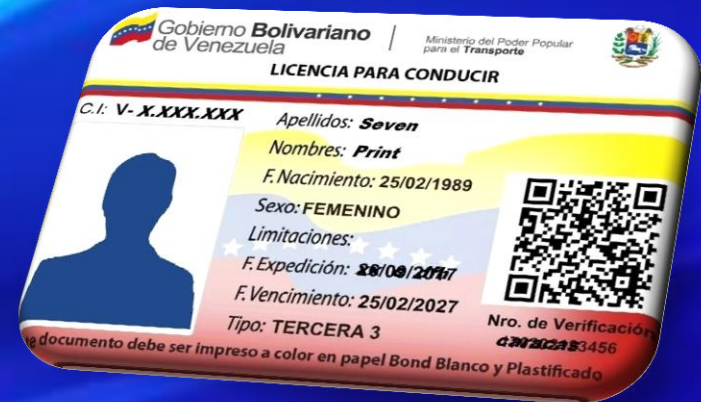 Gobierno Bolivariano
de Venezuela
Ministerio del Poder Popular
para el Transporte
LICENCIA PARA CONDUCIR
C.I: V- X.XXX.XXX
Apellidos: Seven
Nombres: Print
F. Nacimiento: 25/02/1989
Sexo: FEMENINO
Limitaciones:
F. Expedición:
F. Vencimiento: 25/02/2027
Tipo: TERCERA 3
Nro. de Verificación
caracas
documento debe ser impreso a color en papel Bond Blanco y Plastificado